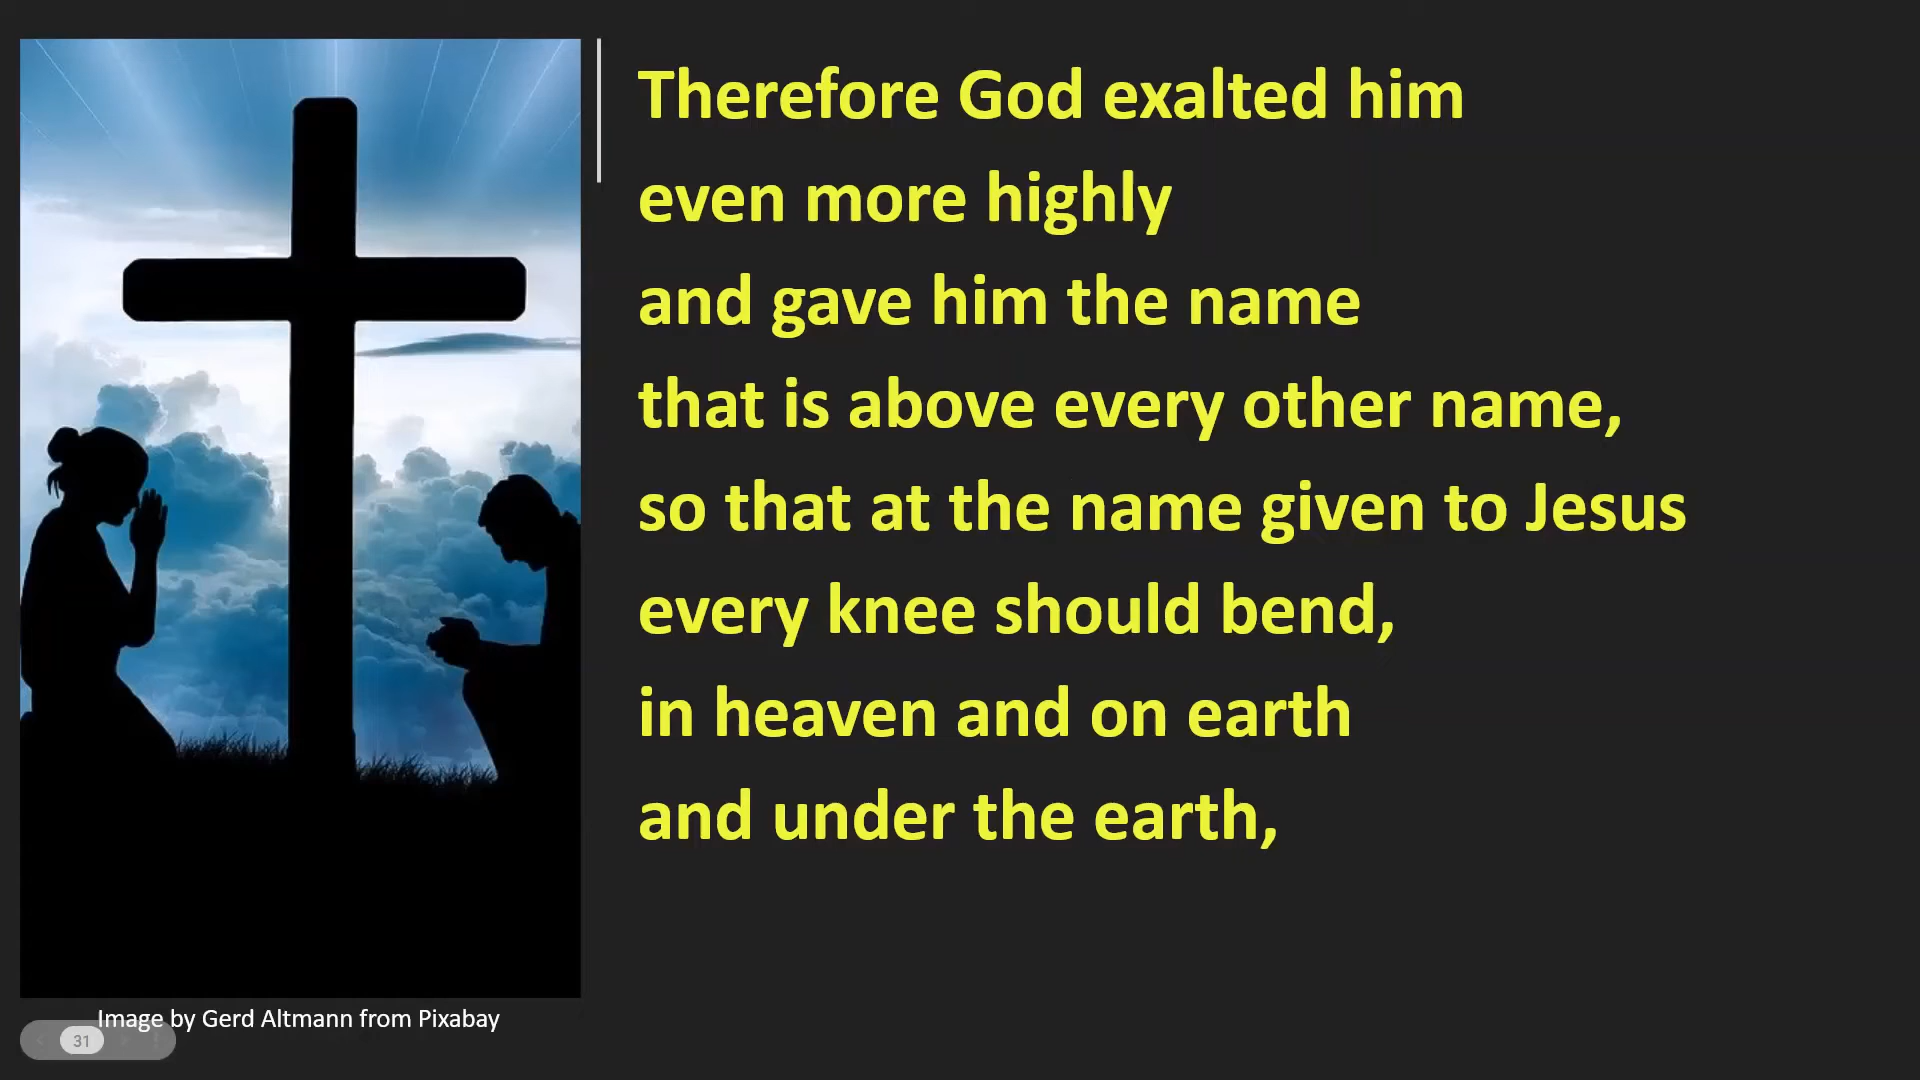 Therefore God exalted him
even more highly
and gave him the name
that is above every other name,
so that at the name given to Jesus
every knee should bend,
in heaven and on earth
and under the earth,
Image by Gerd Altmann from Pixabay
31